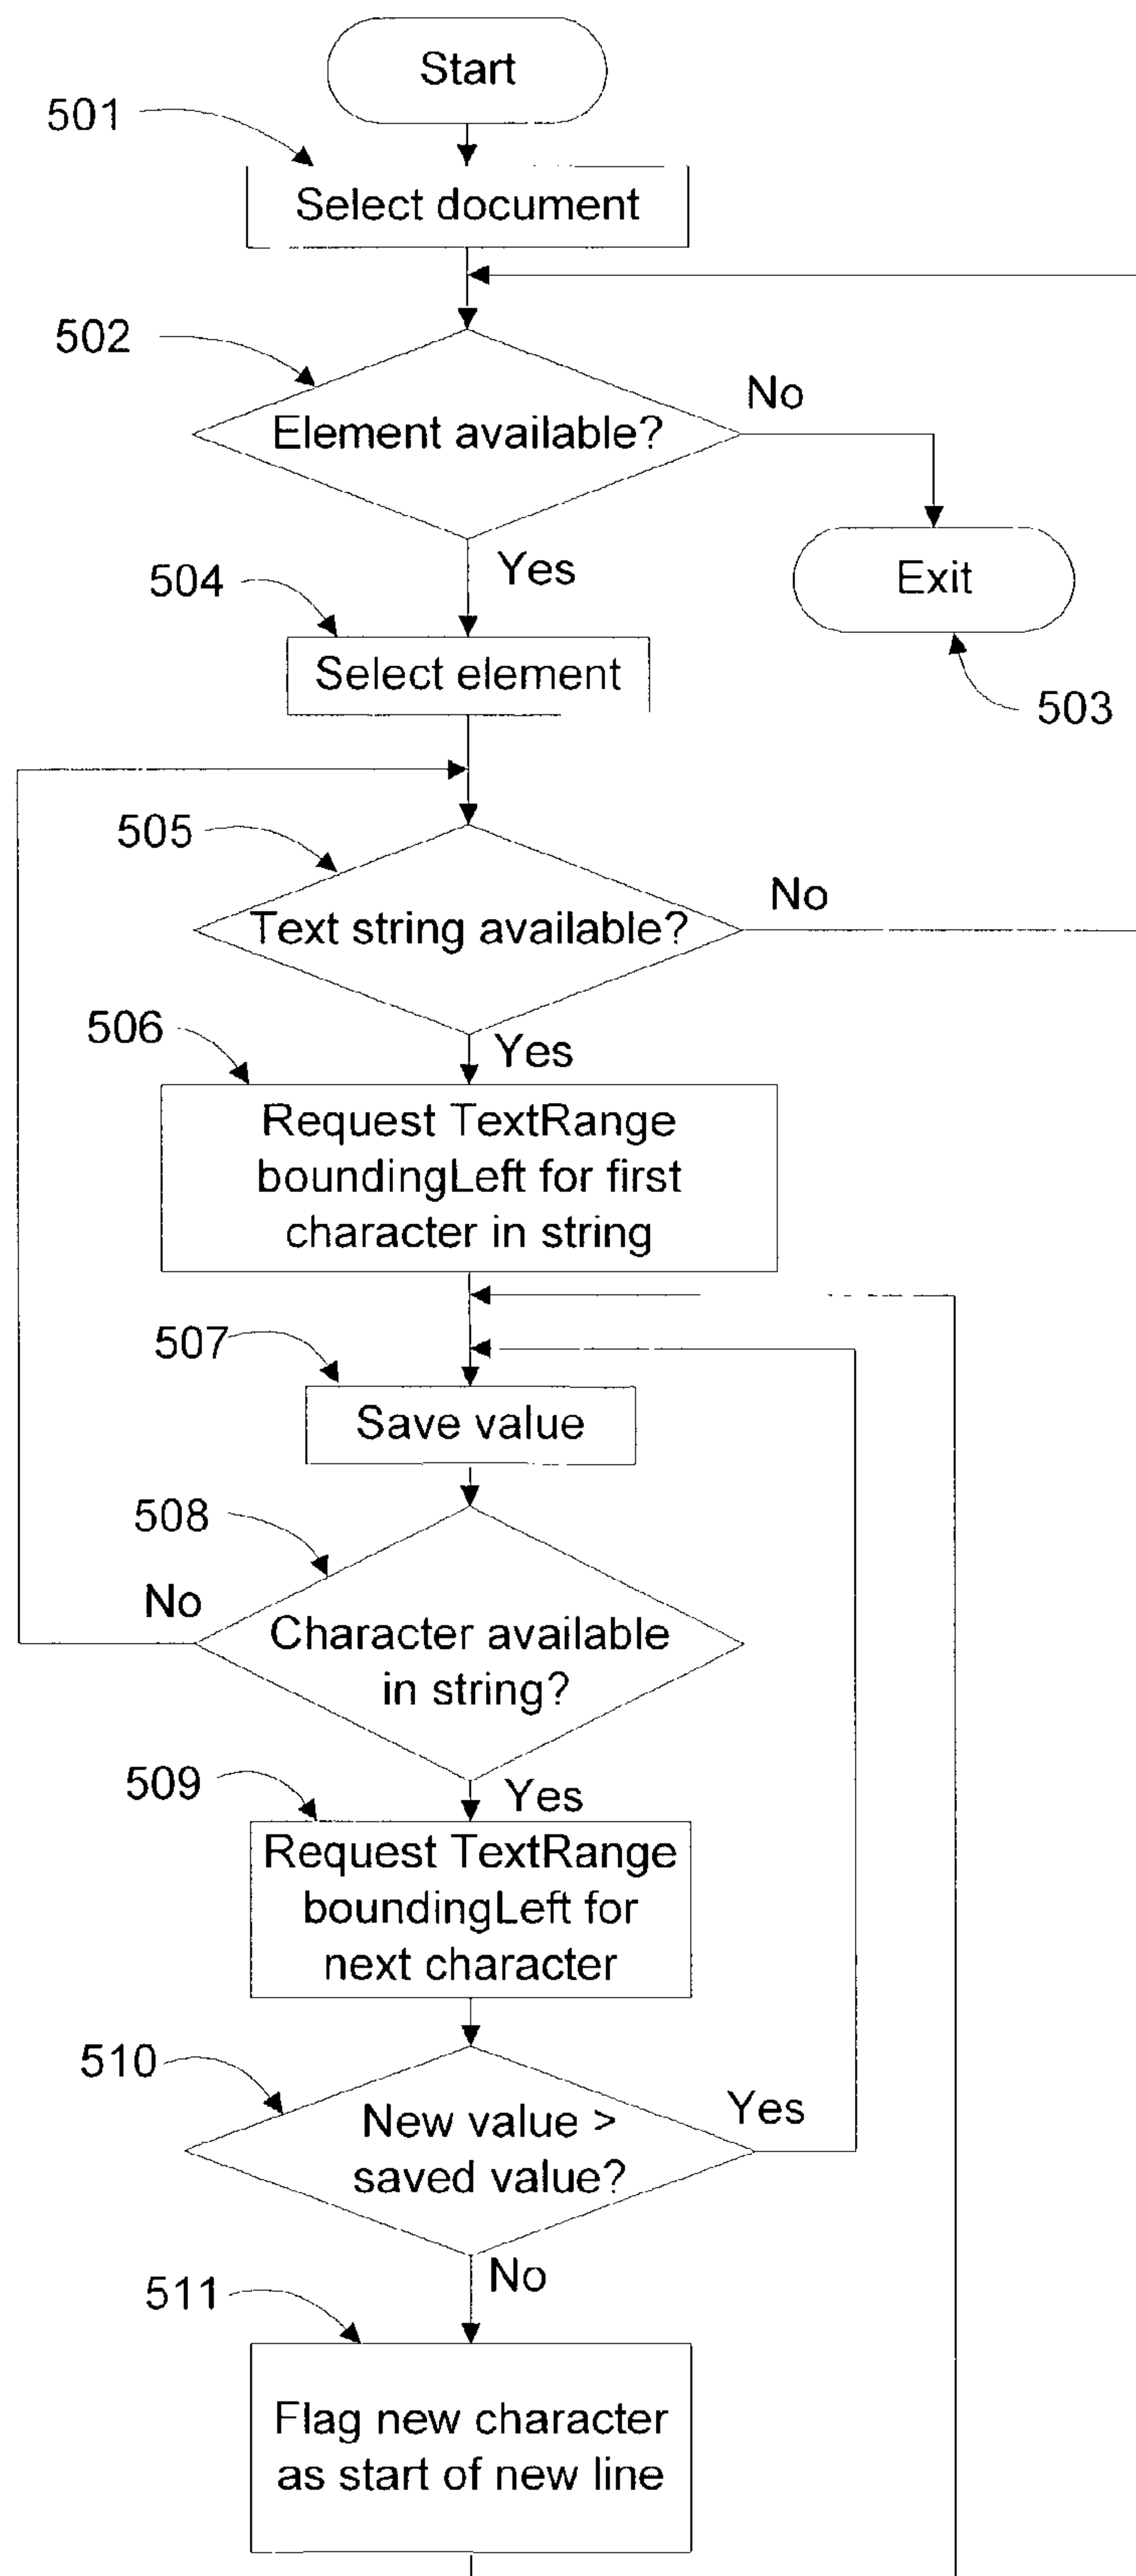 Start
501
Select document
502
Element available?
No
Yes
Exit
503
504
Select element
505
Text string available?
No
506
Yes
Request TextRange
boundingLeft for first
character in string
507
Save value
508
No
Character available
in string?
509
Yes
Request TextRange
boundingLeft for
next character
510
New value >
saved value?
Yes
No
511
Flag new character
as start of new line